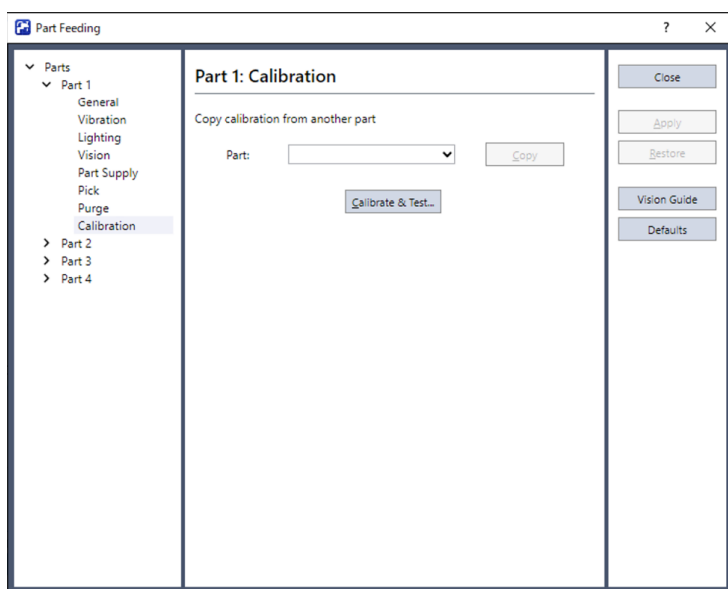 Part Feeding
?
Parts
Part 1
General
Vibration
Lighting
Vision
Part Supply
Pick
Purge
Calibration
Part 2
Part 3
Part 4
Part 1: Calibration
Copy calibration from another part
Part:
Copy
Calibrate & Test...
Close
Apply
Restore
Vision Guide
Defaults